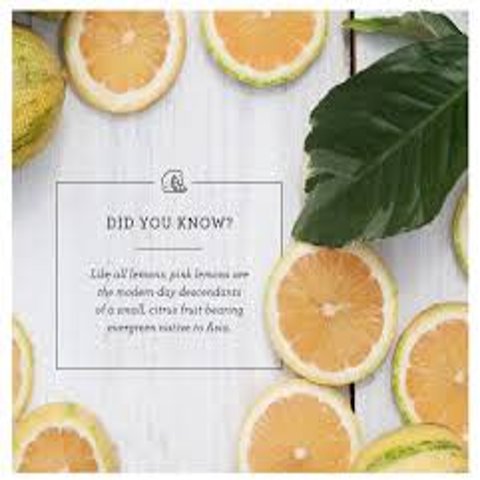 DID YOU KNOW?
Like all lemons, pink lemons are
the modern-day descendants
of a small, citrus fruit-bearing
evergreen native to Asia.